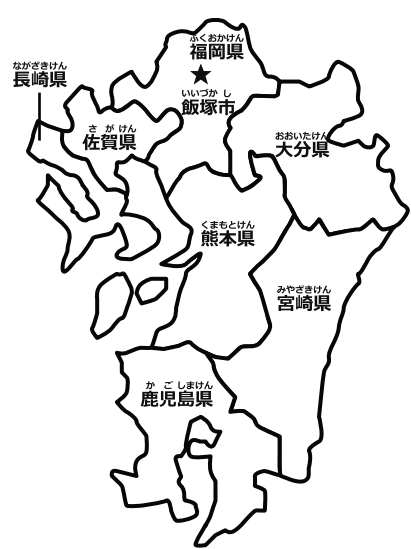 ふくおかけん
福岡県
★
いいづか し
飯塚市
ながざきけん
長崎県
さ が けん
佐賀県
おおいたけん
大分県
くまもとけん
熊本県
みやざきけん
宮崎県
か ご しまけん
鹿児島県